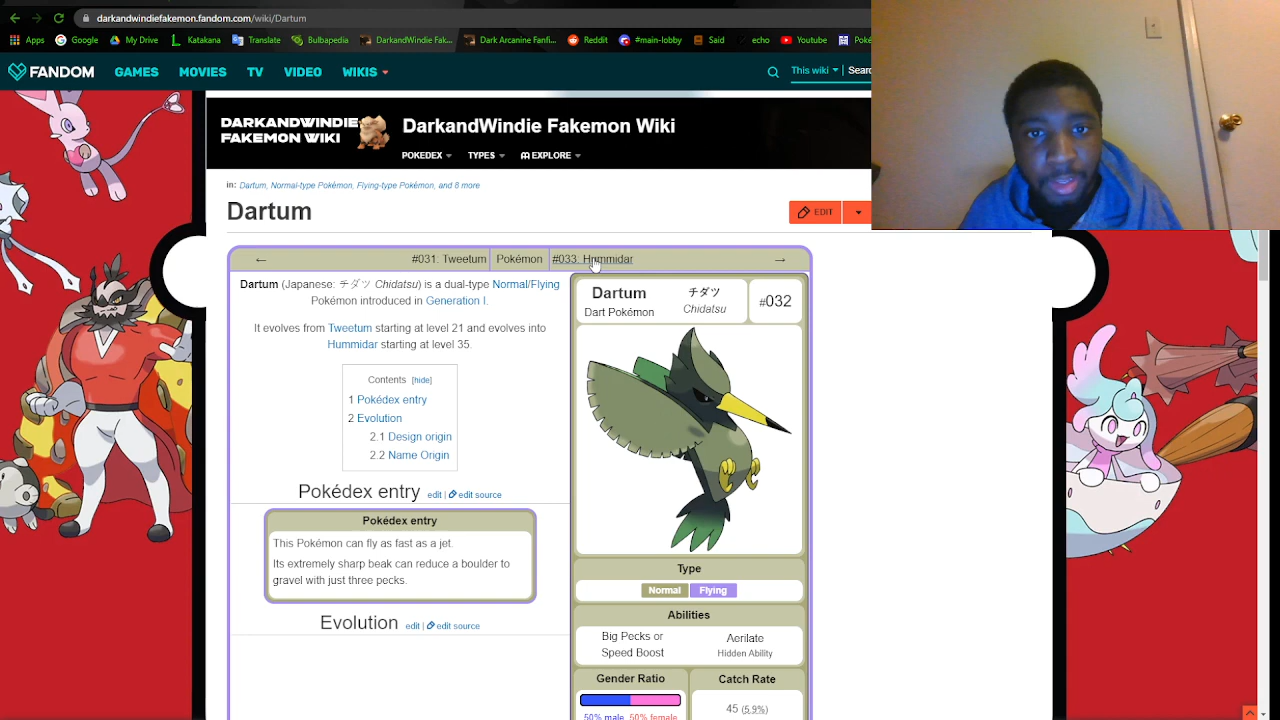 darkandwindiefakemon.fandom.com/wiki/Dartum
Apps Google My Drive Katakana Translate Bulbapedia DarkandWindie Fak... Dark Arcanine Fanfi... Reddit #main-lobby Said echo Youtube Poké
FANDOM GAMES MOVIES TV VIDEO WIKIS This wiki Searc
DARKANDWINDIE
FAKEMON WIKI
DarkandWindie Fakemon Wiki
POKEDEX TYPES EXPLORE
in: Dartum, Normal-type Pokémon, Flying-type Pokémon, and 8 more
Dartum
EDIT
← #031: Tweetum Pokémon #033: Hummidar →
Dartum (Japanese: チダツ Chidatsu) is a dual-type Normal/Flying
Pokémon introduced in Generation I.
It evolves from Tweetum starting at level 21 and evolves into
Hummidar starting at level 35.
Contents [hide]
1 Pokédex entry
2 Evolution
2.1 Design origin
2.2 Name Origin
Pokédex entry edit | edit source
Pokédex entry
This Pokémon can fly as fast as a jet.
Its extremely sharp beak can reduce a boulder to
gravel with just three pecks.
Evolution edit | edit source
Dartum
Dart Pokémon
チダツ
Chidatsu
#032
Type
Normal Flying
Abilities
Big Pecks or
Speed Boost
Aerilate
Hidden Ability
Gender Ratio
50% male 50% female
Catch Rate
45 (5.9%)